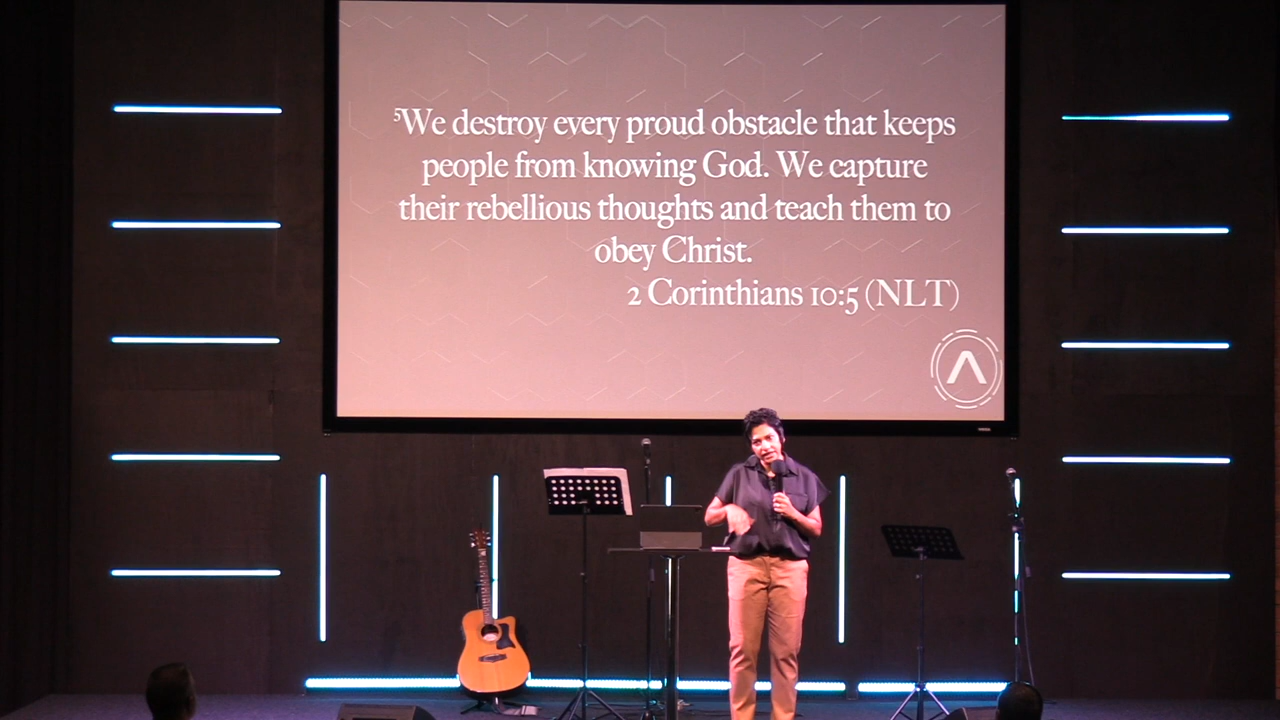 ⁵We destroy every proud obstacle that keeps
people from knowing God. We capture
their rebellious thoughts and teach them to
obey Christ.
2 Corinthians 10:5 (NLT)